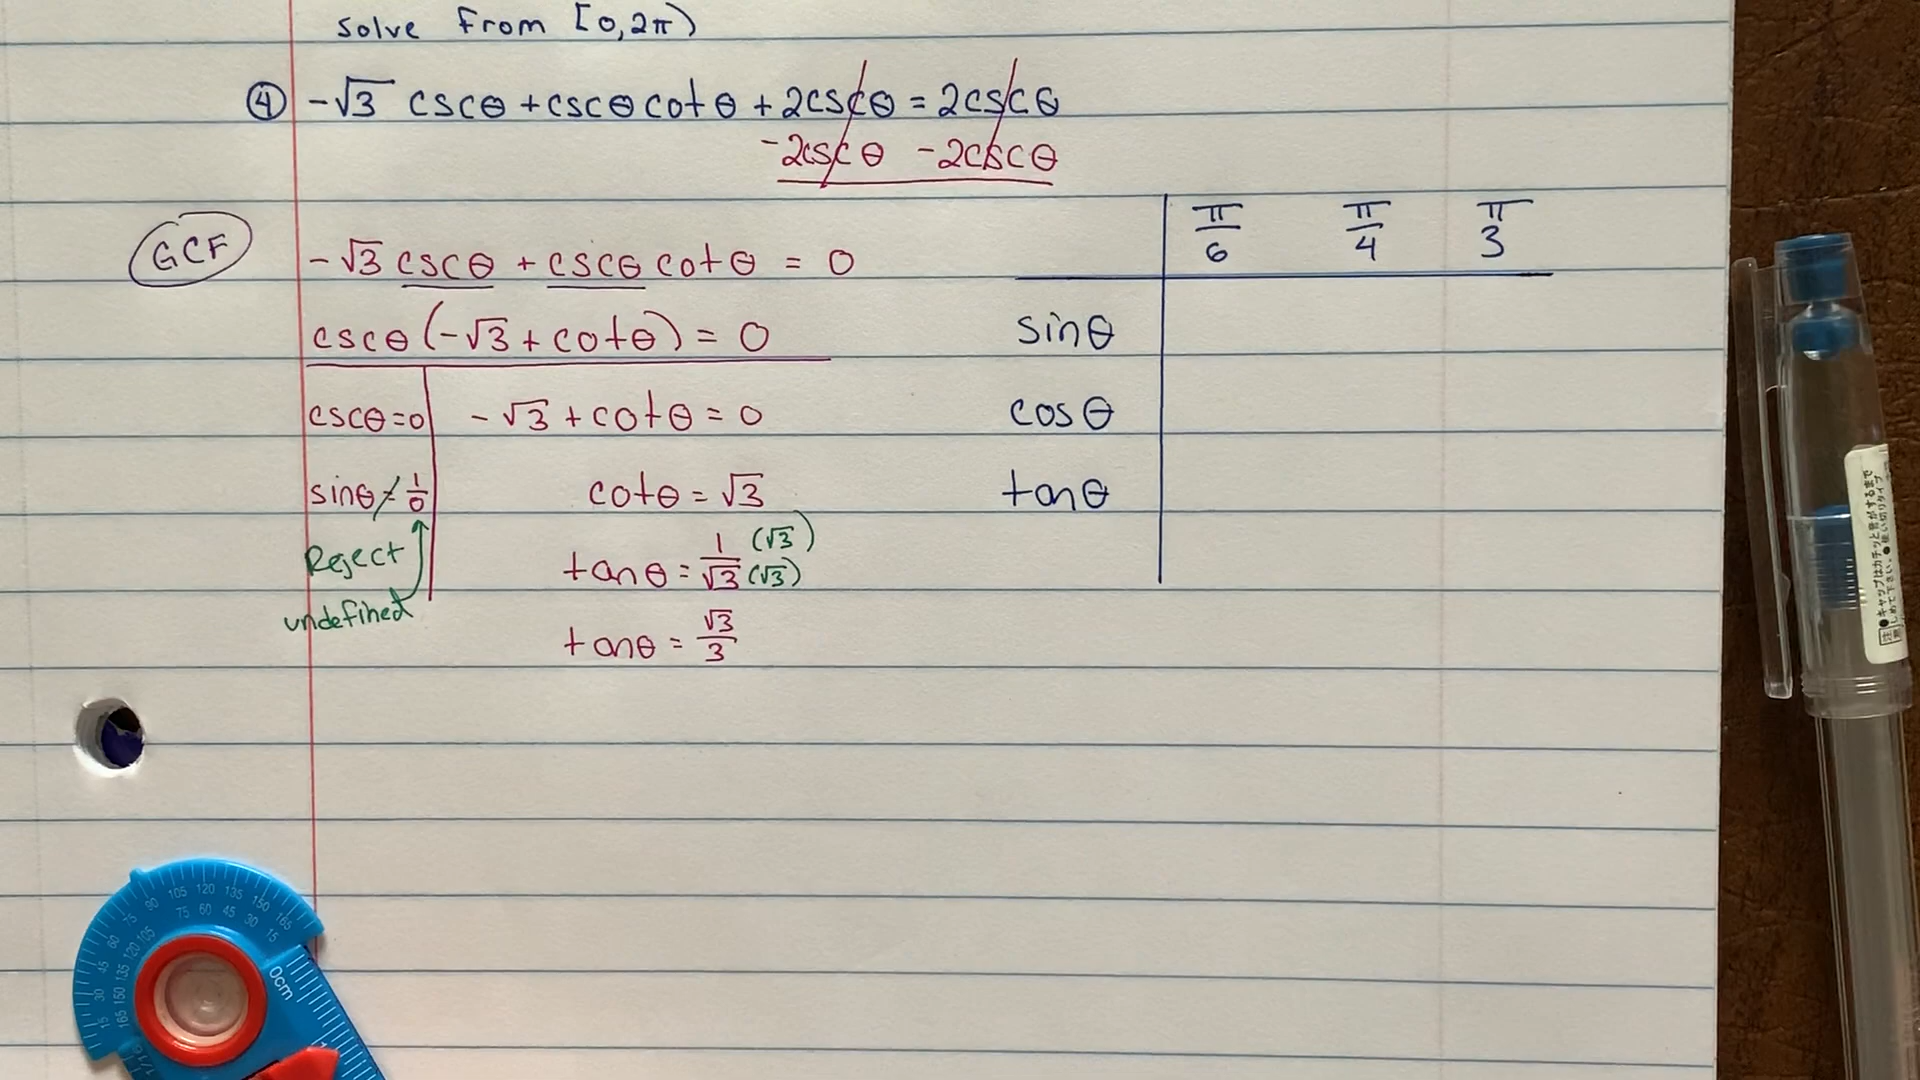 solve from [0,2π)
④ -√3 cscθ + cscθ cotθ + 2cscθ = 2cscθ
-2cscθ -2cscθ
GCF
-√3 cscθ + cscθ cotθ = 0
cscθ(-√3 + cotθ) = 0
cscθ=0
-√3 + cotθ = 0
sinθ ≠ 1/0
Reject
undefined
cotθ = √3
tanθ = 1/√3 (√3)/(√3)
tanθ = √3/3
π/6 π/4 π/3
sinθ
cosθ
tanθ
0cm